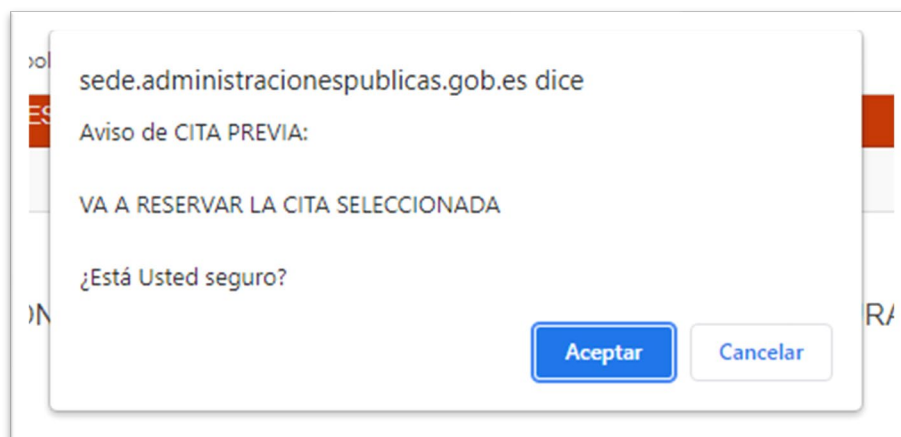 sede.administracionespublicas.gob.es dice
Aviso de CITA PREVIA:
VA A RESERVAR LA CITA SELECCIONADA
¿Está Usted seguro?
Aceptar
Cancelar